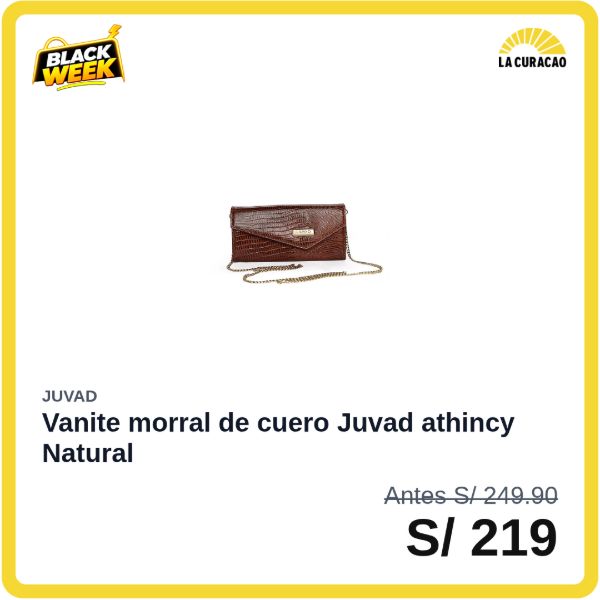 BLACK
WEEK
LA CURACAO
JUVAD
Vanite morral de cuero Juvad athincy
Natural
Antes S/ 249.90
S/ 219